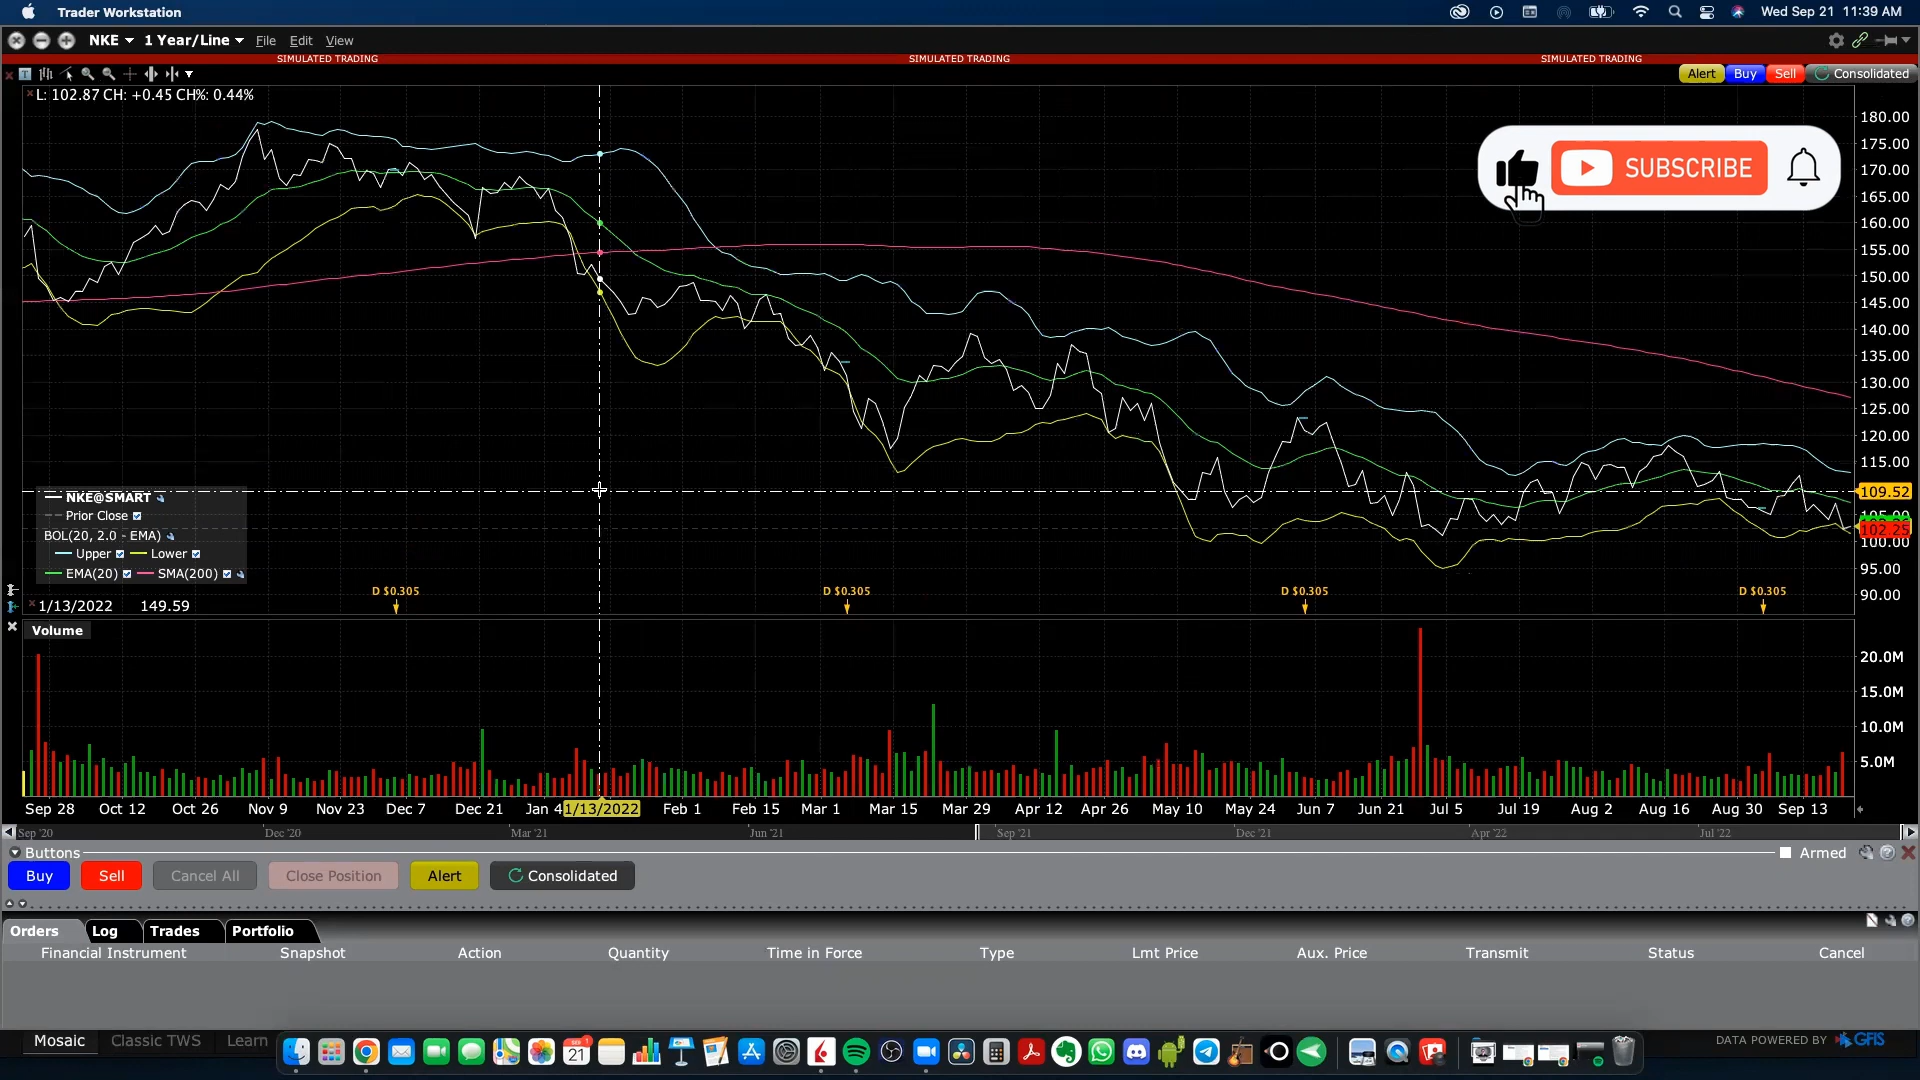 Trader Workstation
Wed Sep 21 11:39 AM
NKE 1 Year/Line File Edit View
SIMULATED TRADING SIMULATED TRADING SIMULATED TRADING
Alert Buy Sell Consolidated
L: 102.87 CH: +0.45 CH%: 0.44%
SUBSCRIBE
180.00
175.00
170.00
165.00
160.00
155.00
150.00
145.00
140.00
135.00
130.00
125.00
120.00
115.00
109.52
105.00
102.25
100.00
95.00
90.00
NKE@SMART
Prior Close
BOL(20, 2.0 - EMA)
Upper Lower
EMA(20) SMA(200)
D $0.305 D $0.305 D $0.305 D $0.305
1/13/2022 149.59
Volume
20.0M
15.0M
10.0M
5.0M
Sep 28 Oct 12 Oct 26 Nov 9 Nov 23 Dec 7 Dec 21 Jan 4 1/13/2022 Feb 1 Feb 15 Mar 1 Mar 15 Mar 29 Apr 12 Apr 26 May 10 May 24 Jun 7 Jun 21 Jul 5 Jul 19 Aug 2 Aug 16 Aug 30 Sep 13
Sep '20 Dec '20 Mar '21 Jun '21 Sep '21 Dec '21 Apr '22 Jul '22
Buttons Armed
Buy Sell Cancel All Close Position Alert Consolidated
Orders Log Trades Portfolio
Financial Instrument Snapshot Action Quantity Time in Force Type Lmt Price Aux. Price Transmit Status Cancel
Mosaic Classic TWS Learn
21
DATA POWERED BY GFIS